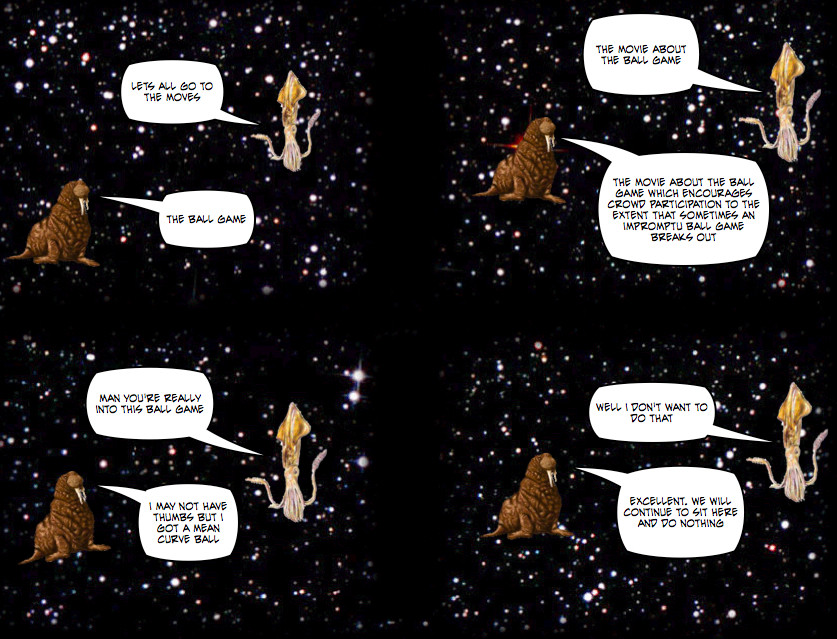 LETS ALL GO TO
THE MOVES
THE BALL GAME
THE MOVIE ABOUT
THE BALL GAME
THE MOVIE ABOUT THE BALL
GAME WHICH ENCOURAGES
CROWD PARTICIPATION TO THE
EXTENT THAT SOMETIMES AN
IMPROMPTU BALL GAME
BREAKS OUT
MAN YOU'RE REALLY
INTO THIS BALL GAME
I MAY NOT HAVE
THUMBS BUT I
GOT A MEAN
CURVE BALL
WELL I DON'T WANT TO
DO THAT
EXCELLENT. WE WILL
CONTINUE TO SIT HERE
AND DO NOTHING